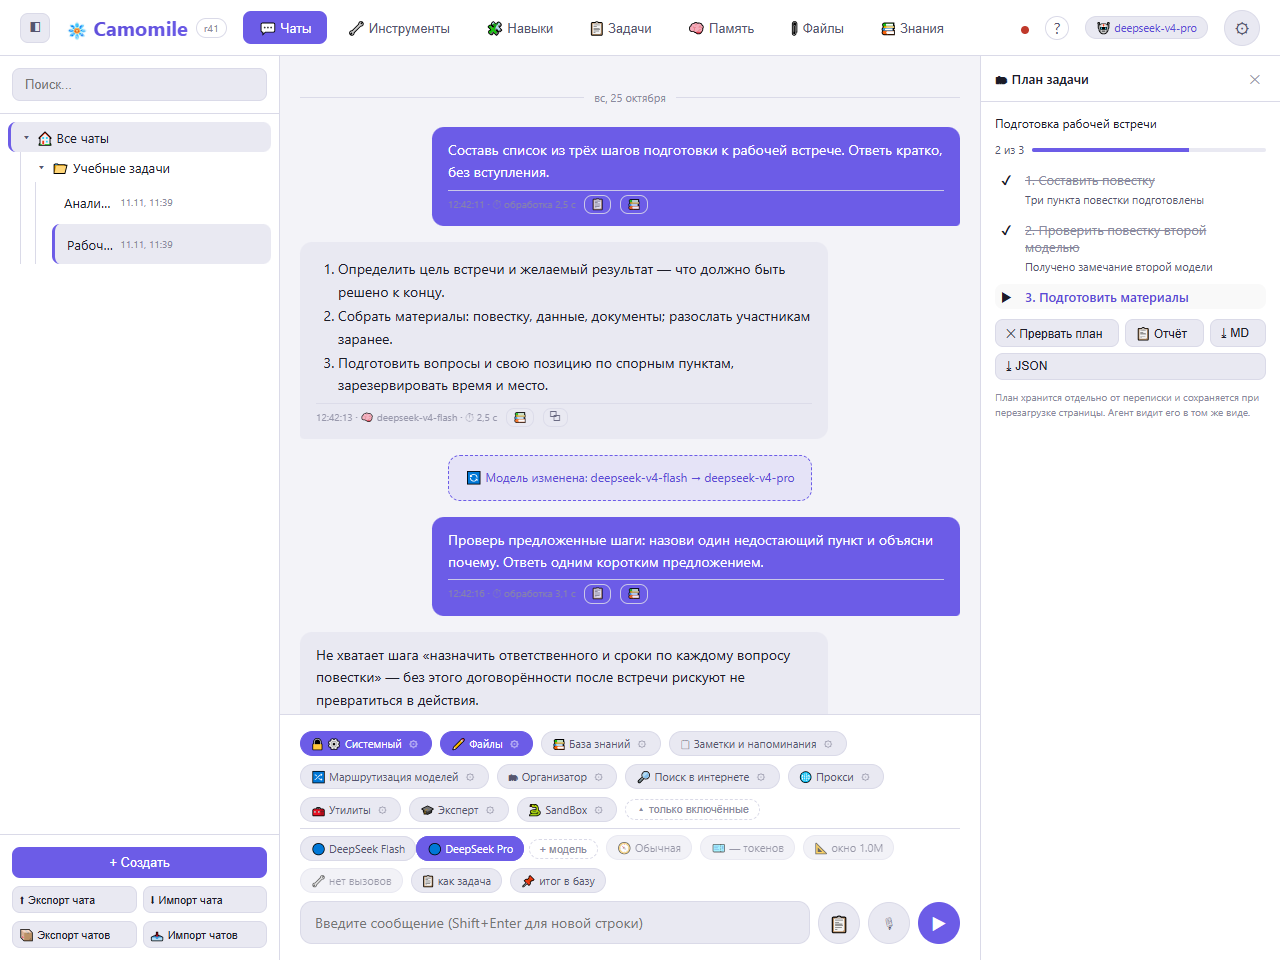 Camomile r41 Чаты Инструменты Навыки Задачи Память Файлы Знания ? deepseek-v4-pro
Поиск...
Все чаты
Учебные задачи
Анали... 11.11, 11:39
Рабоч... 11.11, 11:39
+ Создать
Экспорт чата Импорт чата
Экспорт чатов Импорт чатов
вс, 25 октября
Составь список из трёх шагов подготовки к рабочей встрече. Ответь кратко,
без вступления.
12:42:11 · обработка 2,5 с
1. Определить цель встречи и желаемый результат — что должно быть
решено к концу.
2. Собрать материалы: повестку, данные, документы; разослать участникам
заранее.
3. Подготовить вопросы и свою позицию по спорным пунктам,
зарезервировать время и место.
12:42:13 · deepseek-v4-flash · 2,5 с
Модель изменена: deepseek-v4-flash → deepseek-v4-pro
Проверь предложенные шаги: назови один недостающий пункт и объясни
почему. Ответь одним коротким предложением.
12:42:16 · обработка 3,1 с
Не хватает шага «назначить ответственного и сроки по каждому вопросу
повестки» — без этого договорённости после встречи рискуют не
превратиться в действия.
Системный Файлы База знаний Заметки и напоминания
Маршрутизация моделей Организатор Поиск в интернете Прокси
Утилиты Эксперт SandBox только включённые
DeepSeek Flash DeepSeek Pro + модель Обычная — токенов окно 1.0M
нет вызовов как задача итог в базу
Введите сообщение (Shift+Enter для новой строки)
План задачи
Подготовка рабочей встречи
2 из 3
1. Составить повестку
Три пункта повестки подготовлены
2. Проверить повестку второй
моделью
Получено замечание второй модели
3. Подготовить материалы
Прервать план Отчёт MD
JSON
План хранится отдельно от переписки и сохраняется при
перезагрузке страницы. Агент видит его в том же виде.